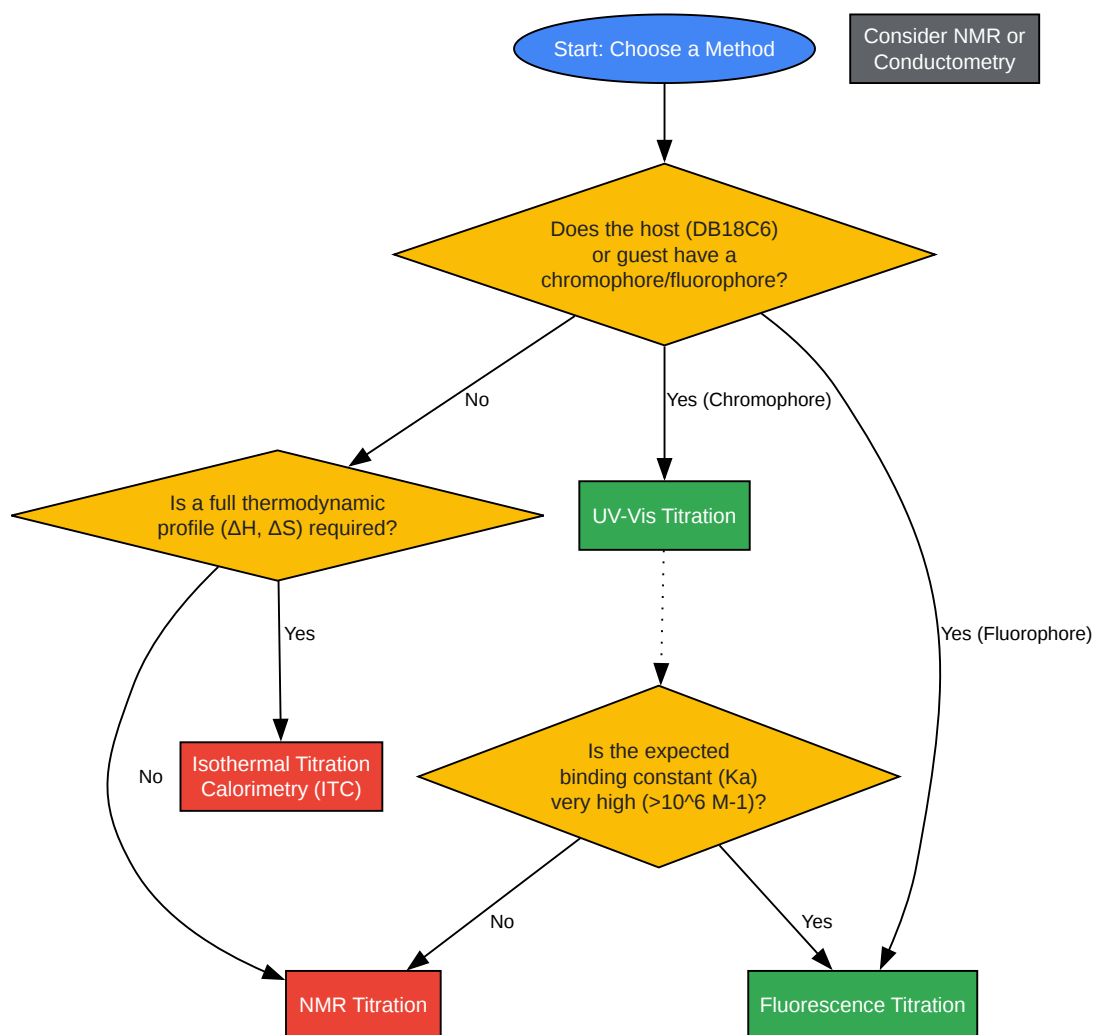 Start: Choose a Method
Consider NMR or
Conductometry
Does the host (DB18C6)
or guest have a
chromophore/fluorophore?
No
Yes (Chromophore)
Is a full thermodynamic
profile (ΔH, ΔS) required?
UV-Vis Titration
Yes
Yes (Fluorophore)
Isothermal Titration
Calorimetry (ITC)
No
Is the expected
binding constant (Ka)
very high (>10^6 M-1)?
No
Yes
NMR Titration
Fluorescence Titration